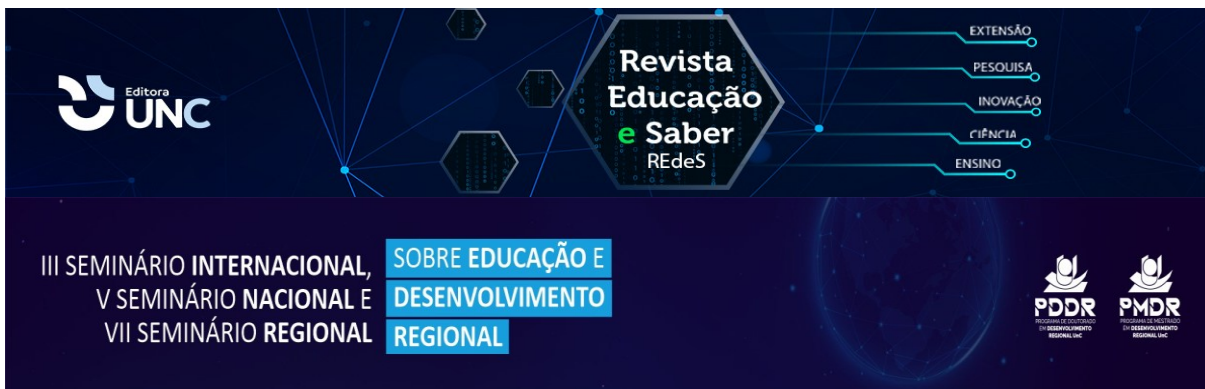 Editora
UNC
Revista
Educação
e Saber
REdeS
EXTENSÃO
PESQUISA
INOVAÇÃO
CIÊNCIA
ENSINO
III SEMINÁRIO INTERNACIONAL,
V SEMINÁRIO NACIONAL E
VII SEMINÁRIO REGIONAL
SOBRE EDUCAÇÃO E
DESENVOLVIMENTO
REGIONAL
PDDR
PROGRAMA DE DOUTORADO
EM DESENVOLVIMENTO
REGIONAL UnC
PMDR
PROGRAMA DE MESTRADO
EM DESENVOLVIMENTO
REGIONAL UnC